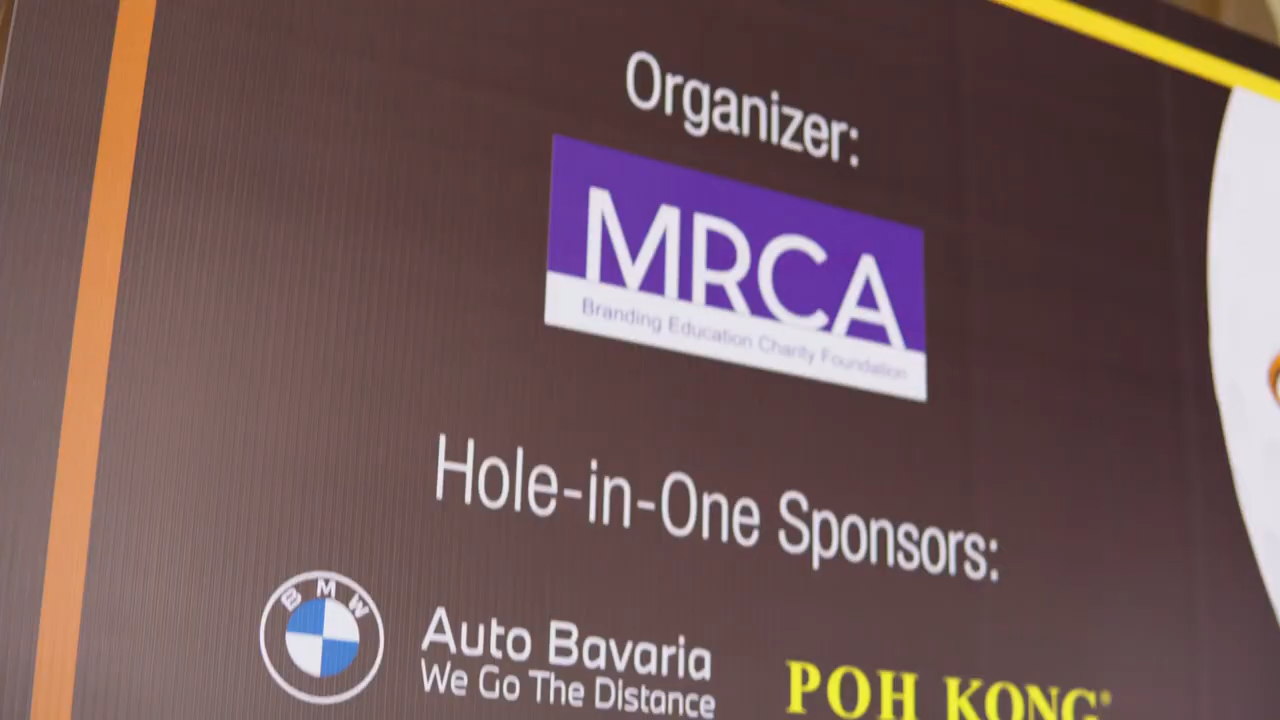 Organizer:
MRCA
Branding Education Charity Foundation
Hole-in-One Sponsors:
BMW
Auto Bavaria
We Go The Distance
POH KONG®